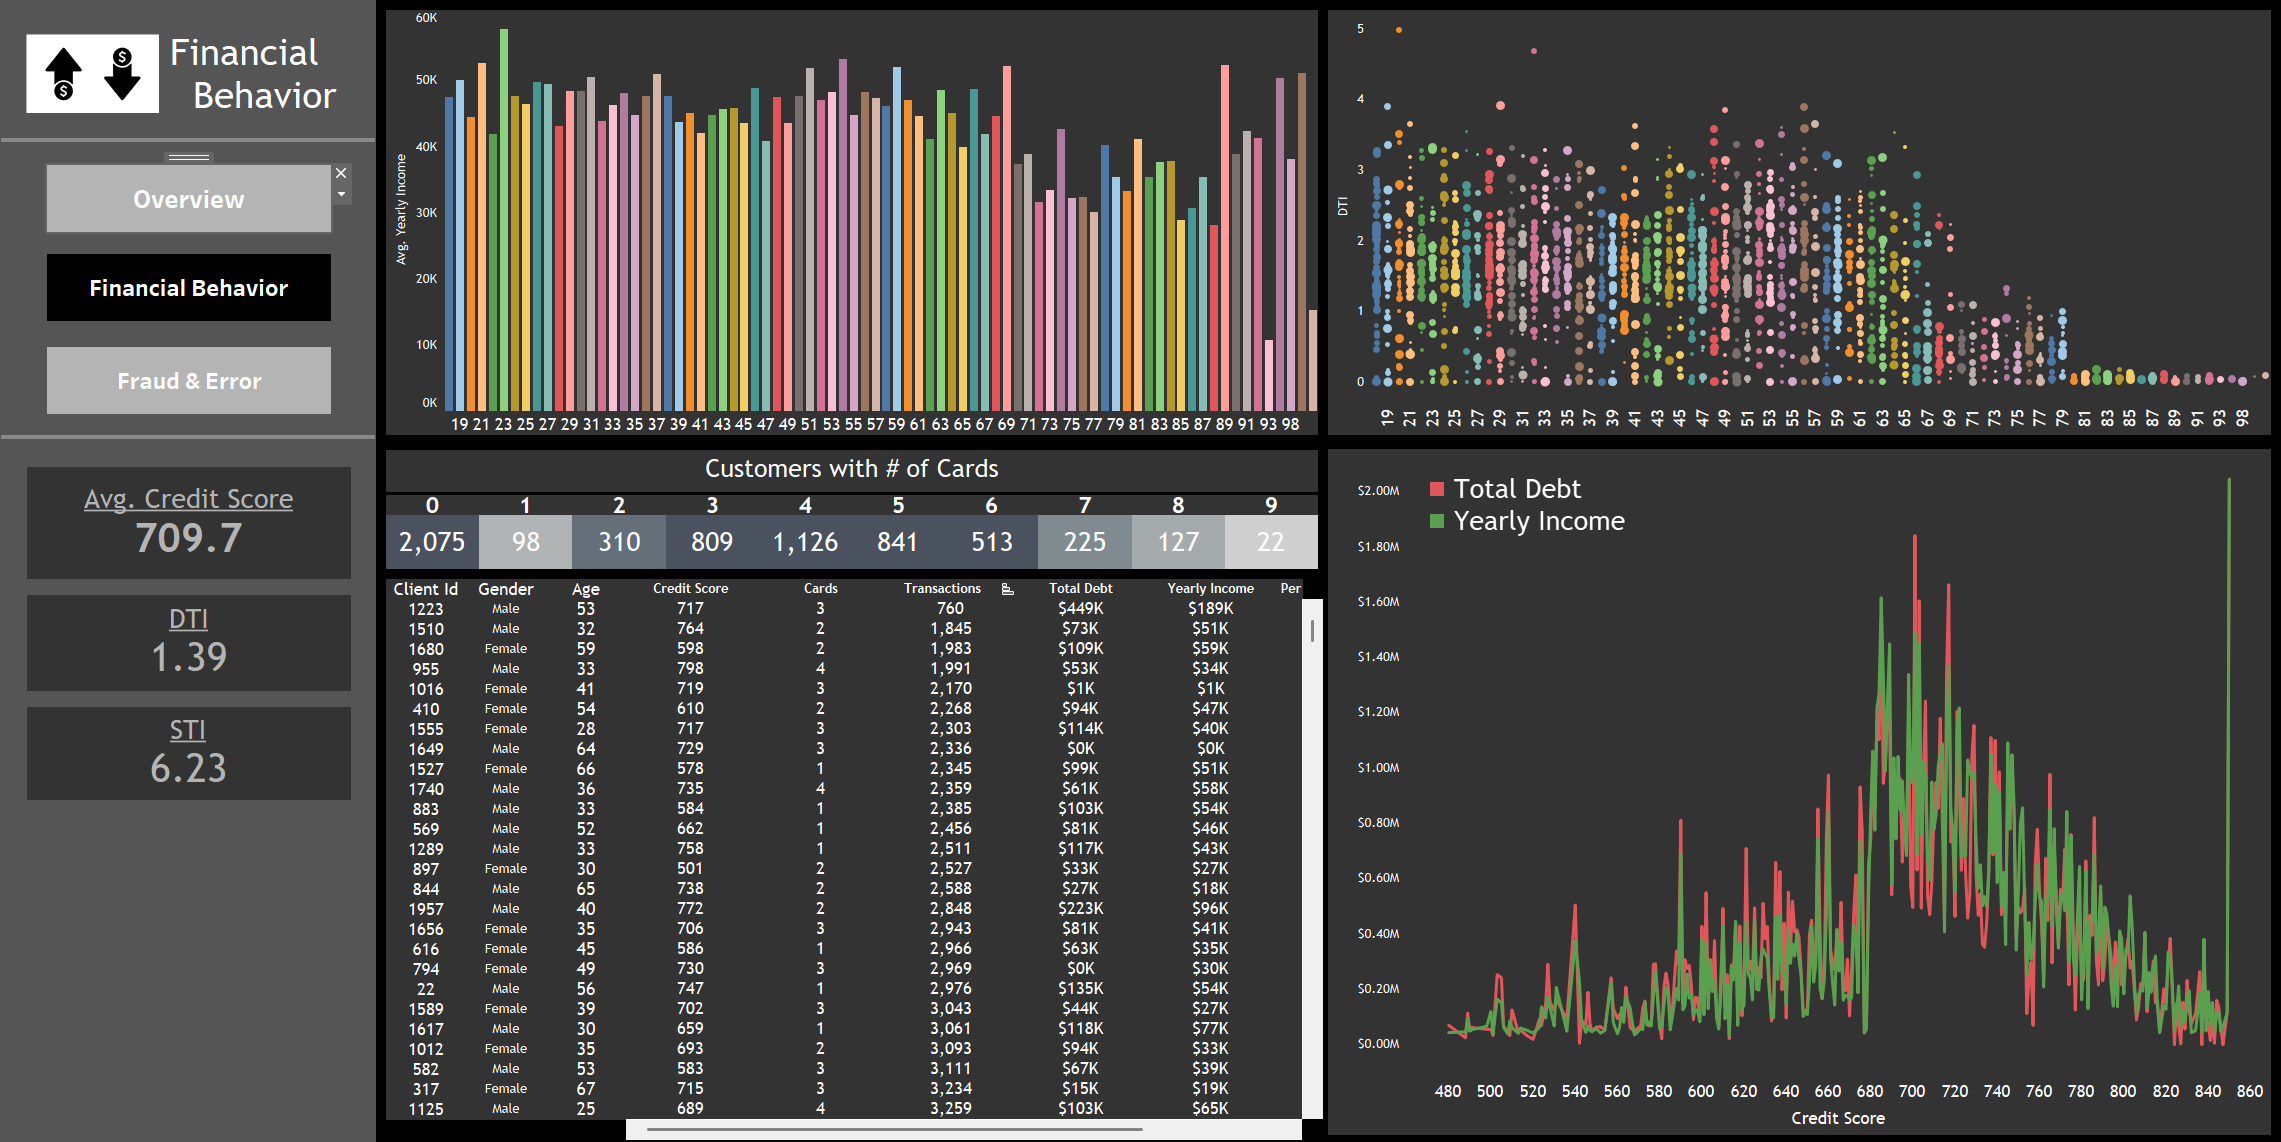 Financial
Behavior
Overview
Financial Behavior
Fraud & Error
Avg. Credit Score
709.7
DTI
1.39
STI
6.23
60K
50K
40K
30K
20K
10K
0K
Avg. Yearly Income
19 21 23 25 27 29 31 33 35 37 39 41 43 45 47 49 51 53 55 57 59 61 63 65 67 69 71 73 75 77 79 81 83 85 87 89 91 93 98
5
4
3
2
1
0
DTI
19 21 23 25 27 29 31 33 35 37 39 41 43 45 47 49 51 53 55 57 59 61 63 65 67 69 71 73 75 77 79 81 83 85 87 89 91 93 98
Customers with # of Cards
0 1 2 3 4 5 6 7 8 9
2,075 98 310 809 1,126 841 513 225 127 22
Client Id Gender Age Credit Score Cards Transactions Total Debt Yearly Income Per
1223 Male 53 717 3 760 $449K $189K
1510 Male 32 764 2 1,845 $73K $51K
1680 Female 59 598 2 1,983 $109K $59K
955 Male 33 798 4 1,991 $53K $34K
1016 Female 41 719 3 2,170 $1K $1K
410 Female 54 610 2 2,268 $94K $47K
1555 Female 28 717 3 2,303 $114K $40K
1649 Male 64 729 3 2,336 $0K $0K
1527 Female 66 578 1 2,345 $99K $51K
1740 Male 36 735 4 2,359 $61K $58K
883 Male 33 584 1 2,385 $103K $54K
569 Male 52 662 1 2,456 $81K $46K
1289 Male 33 758 1 2,511 $117K $43K
897 Female 30 501 2 2,527 $33K $27K
844 Male 65 738 2 2,588 $27K $18K
1957 Male 40 772 2 2,848 $223K $96K
1656 Female 35 706 3 2,943 $81K $41K
616 Female 45 586 1 2,966 $63K $35K
794 Female 49 730 3 2,969 $0K $30K
22 Male 56 747 1 2,976 $135K $54K
1589 Female 39 702 3 3,043 $44K $27K
1617 Male 30 659 1 3,061 $118K $77K
1012 Female 35 693 2 3,093 $94K $33K
582 Male 53 583 3 3,111 $67K $39K
317 Female 67 715 3 3,234 $15K $19K
1125 Male 25 689 4 3,259 $103K $65K
Total Debt
Yearly Income
$2.00M
$1.80M
$1.60M
$1.40M
$1.20M
$1.00M
$0.80M
$0.60M
$0.40M
$0.20M
$0.00M
480 500 520 540 560 580 600 620 640 660 680 700 720 740 760 780 800 820 840 860
Credit Score